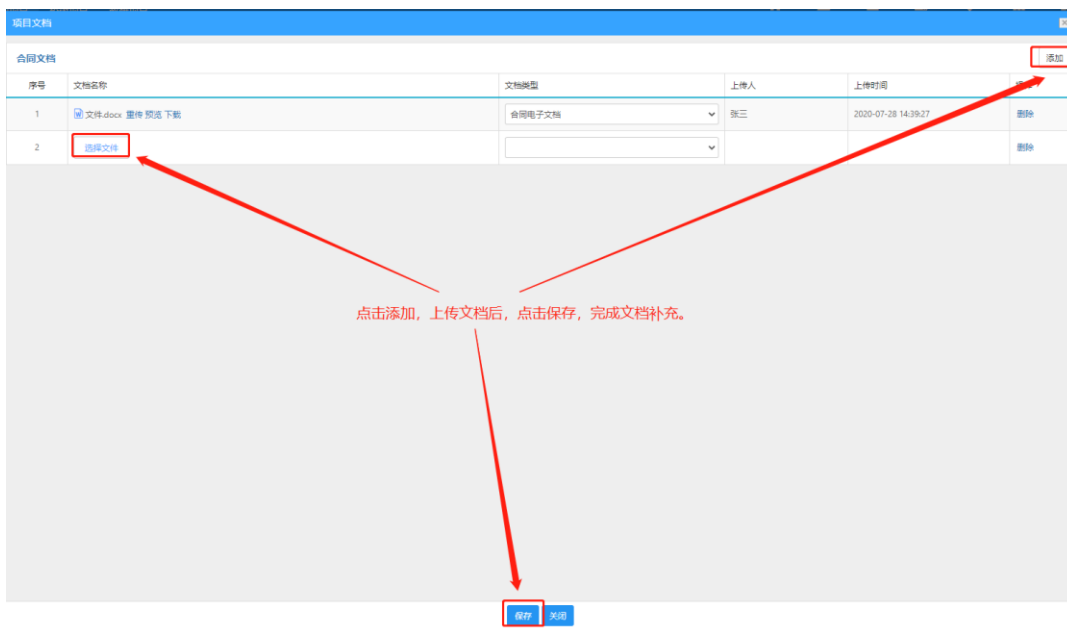 项目文档
合同文档 添加
序号 文档名称 文档类型 上传人 上传时间
1 文件.docx 重传 预览 下载 合同电子文档 张三 2020-07-28 14:39:27 删除
2 选择文件 删除
点击添加，上传文档后，点击保存，完成文档补充。
保存 关闭